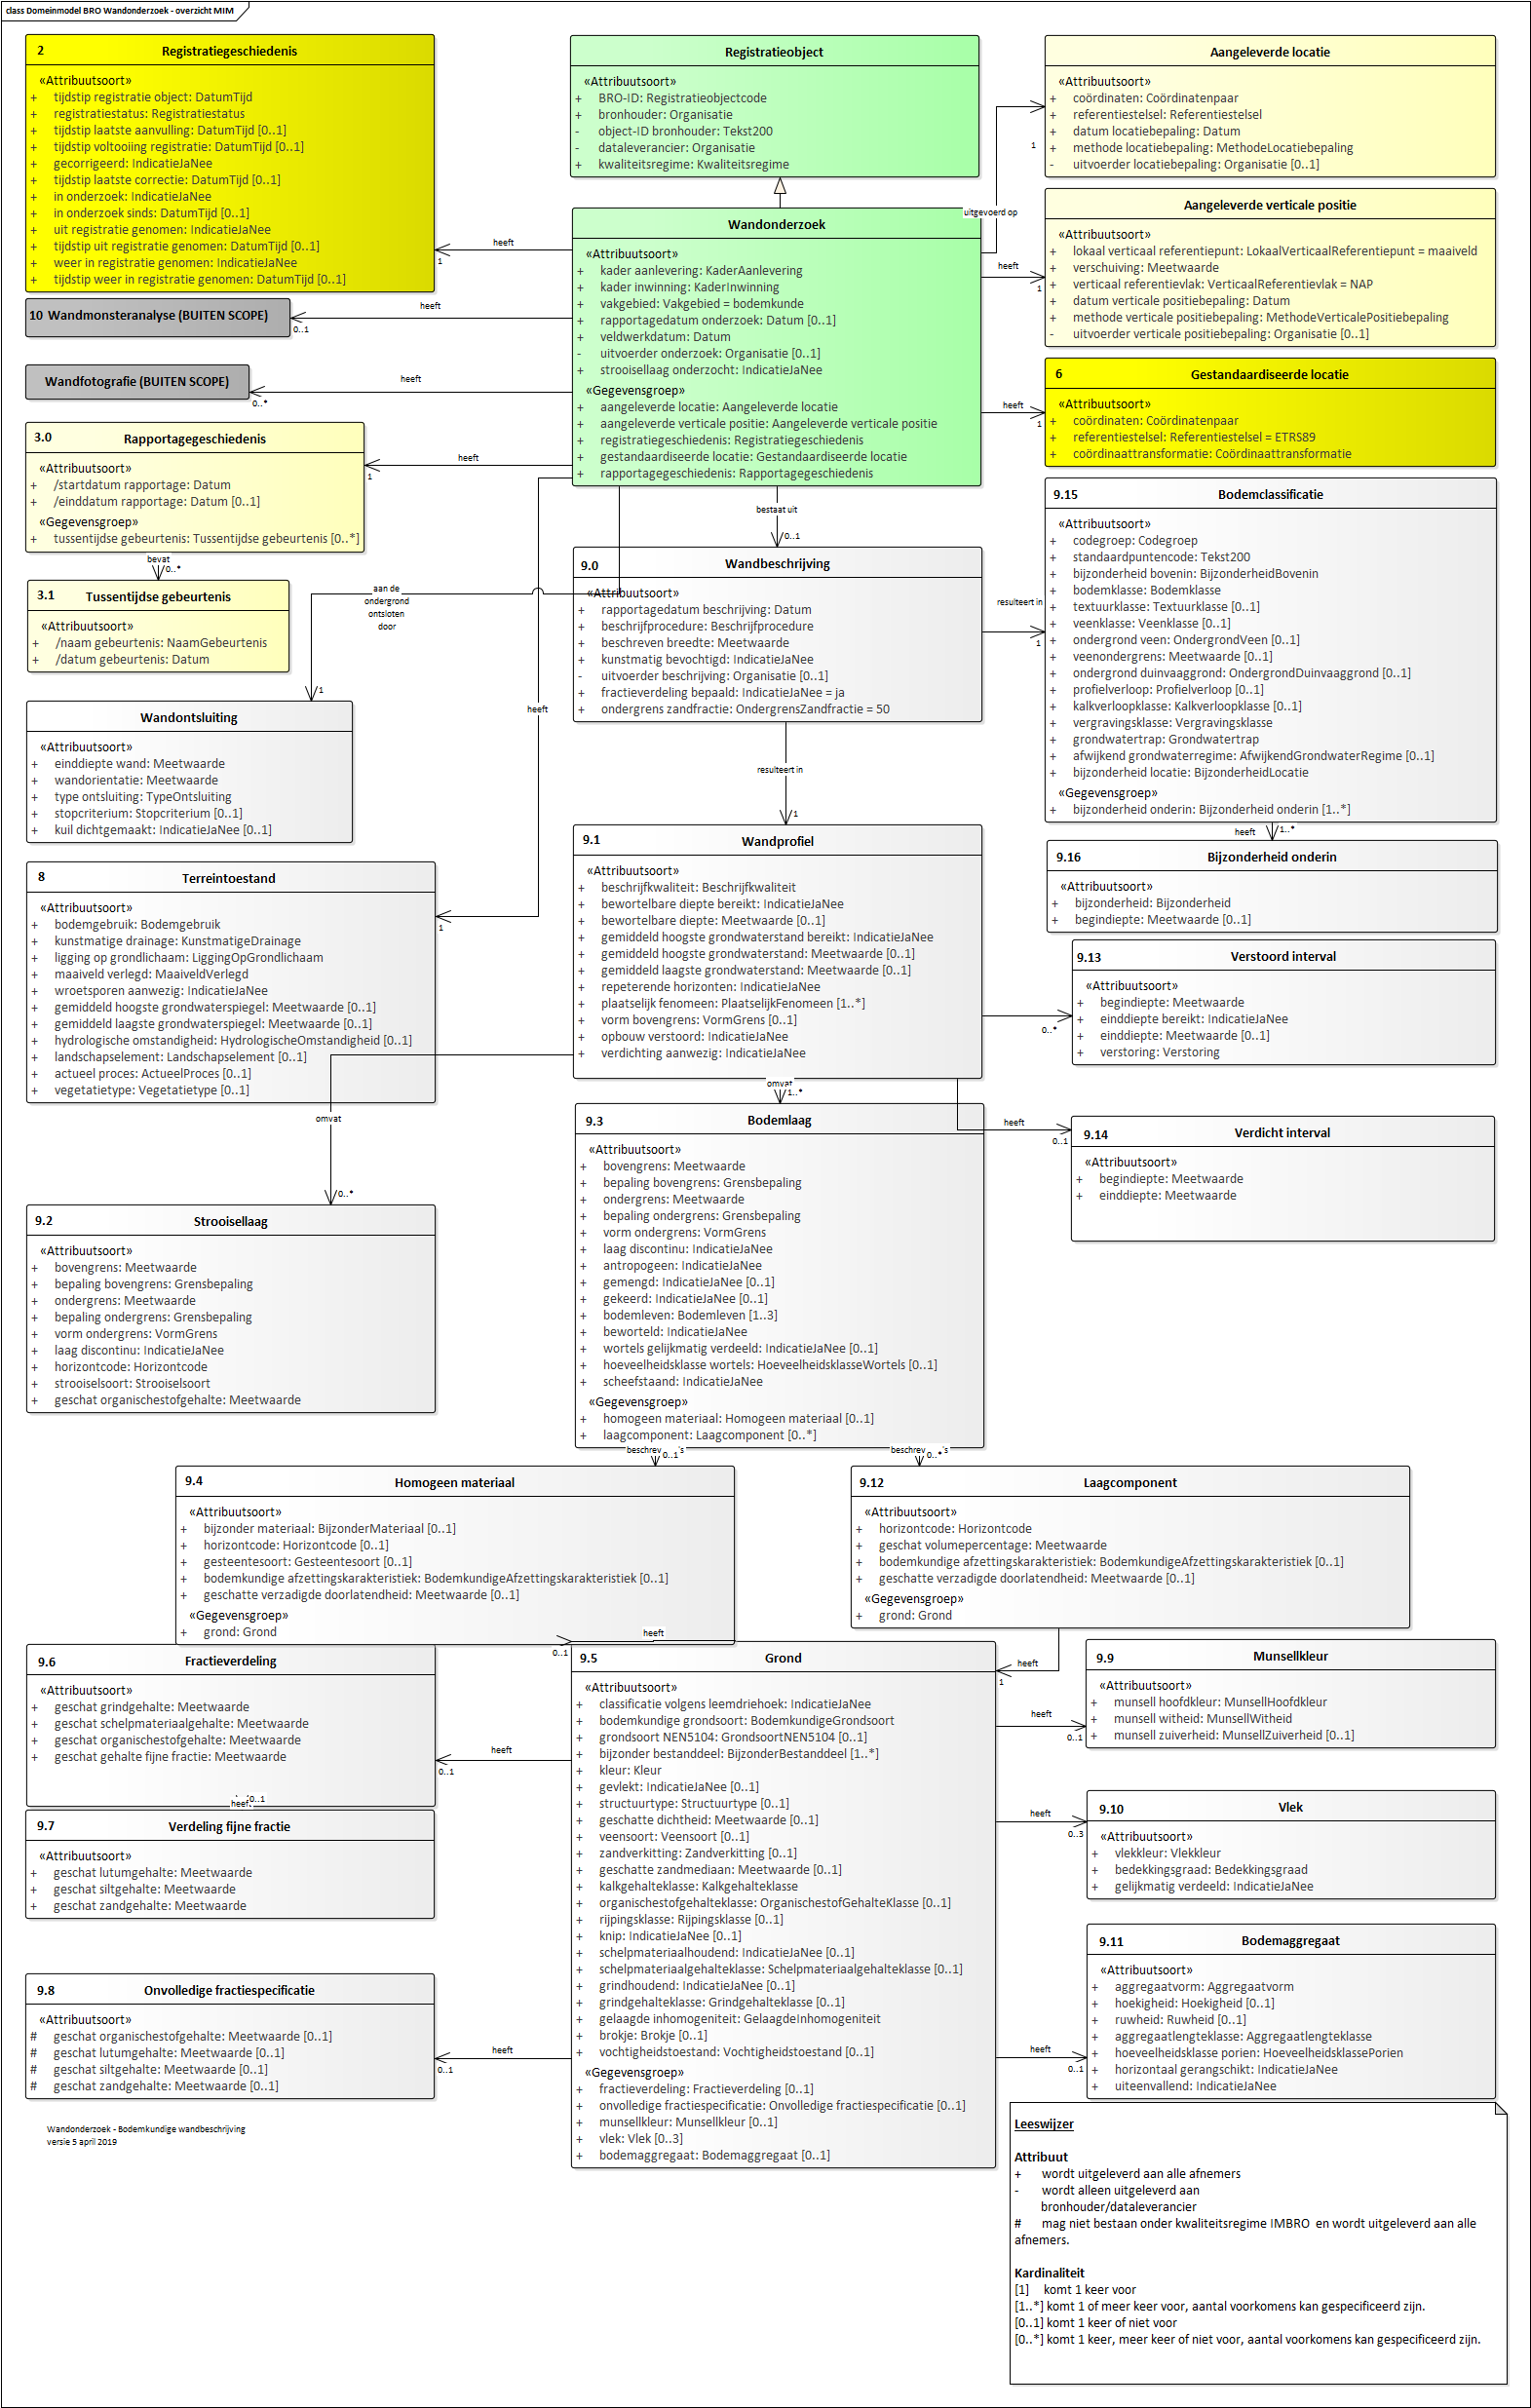 class Domeinmodel BRO Wandonderzoek - overzicht MIM
2 Registratiegeschiedenis
«Attribuutsoort»
+ tijdstip registratie object: DatumTijd
+ registratiestatus: Registratiestatus
+ tijdstip laatste aanvulling: DatumTijd [0..1]
+ tijdstip voltooiing registratie: DatumTijd [0..1]
+ gecorrigeerd: IndicatieJaNee
+ tijdstip laatste correctie: DatumTijd [0..1]
+ in onderzoek: IndicatieJaNee
+ in onderzoek sinds: DatumTijd [0..1]
+ uit registratie genomen: IndicatieJaNee
+ tijdstip uit registratie genomen: DatumTijd [0..1]
+ weer in registratie genomen: IndicatieJaNee
+ tijdstip weer in registratie genomen: DatumTijd [0..1]
Registratieobject
«Attribuutsoort»
+ BRO-ID: Registratieobjectcode
+ bronhouder: Organisatie
- object-ID bronhouder: Tekst200
- dataleverancier: Organisatie
+ kwaliteitsregime: Kwaliteitsregime
Aangeleverde locatie
«Attribuutsoort»
+ coördinaten: Coördinatenpaar
+ referentiestelsel: Referentiestelsel
+ datum locatiebepaling: Datum
+ methode locatiebepaling: MethodeLocatiebepaling
- uitvoerder locatiebepaling: Organisatie [0..1]
1
uitgevoerd op
Aangeleverde verticale positie
«Attribuutsoort»
+ lokaal verticaal referentiepunt: LokaalVerticaalReferentiepunt = maaiveld
+ verschuiving: Meetwaarde
+ verticaal referentievlak: VerticaalReferentievlak = NAP
+ datum verticale positiebepaling: Datum
+ methode verticale positiebepaling: MethodeVerticalePositiebepaling
- uitvoerder verticale positiebepaling: Organisatie [0..1]
heeft
1
Wandonderzoek
«Attribuutsoort»
+ kader aanlevering: KaderAanlevering
+ kader inwinning: KaderInwinning
+ vakgebied: Vakgebied = bodemkunde
+ rapportagedatum onderzoek: Datum [0..1]
+ veldwerkdatum: Datum
- uitvoerder onderzoek: Organisatie [0..1]
+ strooisellaag onderzocht: IndicatieJaNee
«Gegevensgroep»
+ aangeleverde locatie: Aangeleverde locatie
+ aangeleverde verticale positie: Aangeleverde verticale positie
+ registratiegeschiedenis: Registratiegeschiedenis
+ gestandaardiseerde locatie: Gestandaardiseerde locatie
+ rapportagegeschiedenis: Rapportagegeschiedenis
heeft
1
10 Wandmonsteranalyse (BUITEN SCOPE)
heeft
0..1
Wandfotografie (BUITEN SCOPE)
heeft
0..*
6 Gestandaardiseerde locatie
«Attribuutsoort»
+ coördinaten: Coördinatenpaar
+ referentiestelsel: Referentiestelsel = ETRS89
+ coördinaattransformatie: Coördinaattransformatie
heeft
1
3.0 Rapportagegeschiedenis
«Attribuutsoort»
+ /startdatum rapportage: Datum
+ /einddatum rapportage: Datum [0..1]
«Gegevensgroep»
+ tussentijdse gebeurtenis: Tussentijdse gebeurtenis [0..*]
heeft
1
bevat
0..*
3.1 Tussentijdse gebeurtenis
«Attribuutsoort»
+ /naam gebeurtenis: NaamGebeurtenis
+ /datum gebeurtenis: Datum
aan de
ondergrond
ontsloten
door
1
bestaat uit
0..1
9.0 Wandbeschrijving
«Attribuutsoort»
+ rapportagedatum beschrijving: Datum
+ beschrijfprocedure: Beschrijfprocedure
+ beschreven breedte: Meetwaarde
+ kunstmatig bevochtigd: IndicatieJaNee
- uitvoerder beschrijving: Organisatie [0..1]
+ fractieverdeling bepaald: IndicatieJaNee = ja
+ ondergrens zandfractie: OndergrensZandfractie = 50
resulteert in
1
9.15 Bodemclassificatie
«Attribuutsoort»
+ codegroep: Codegroep
+ standaardpuntencode: Tekst200
+ bijzonderheid bovenin: BijzonderheidBovenin
+ bodemklasse: Bodemklasse
+ textuurklasse: Textuurklasse [0..1]
+ veenklasse: Veenklasse [0..1]
+ ondergrond veen: OndergrondVeen [0..1]
+ veenondergrens: Meetwaarde [0..1]
+ ondergrond duinvaaggrond: OndergrondDuinvaaggrond [0..1]
+ profielverloop: Profielverloop [0..1]
+ kalkverloopklasse: Kalkverloopklasse [0..1]
+ vergravingsklasse: Vergravingsklasse
+ grondwatertrap: Grondwatertrap
+ afwijkend grondwaterregime: AfwijkendGrondwaterRegime [0..1]
+ bijzonderheid locatie: BijzonderheidLocatie
«Gegevensgroep»
+ bijzonderheid onderin: Bijzonderheid onderin [1..*]
heeft
1..*
Wandontsluiting
«Attribuutsoort»
+ einddiepte wand: Meetwaarde
+ wandorientatie: Meetwaarde
+ type ontsluiting: TypeOntsluiting
+ stopcriterium: Stopcriterium [0..1]
+ kuil dichtgemaakt: IndicatieJaNee [0..1]
heeft
1
resulteert in
1
9.16 Bijzonderheid onderin
«Attribuutsoort»
+ bijzonderheid: Bijzonderheid
+ begindiepte: Meetwaarde [0..1]
8 Terreintoestand
«Attribuutsoort»
+ bodemgebruik: Bodemgebruik
+ kunstmatige drainage: KunstmatigeDrainage
+ ligging op grondlichaam: LiggingOpGrondlichaam
+ maaiveld verlegd: MaaiveldVerlegd
+ wroetsporen aanwezig: IndicatieJaNee
+ gemiddeld hoogste grondwaterspiegel: Meetwaarde [0..1]
+ gemiddeld laagste grondwaterspiegel: Meetwaarde [0..1]
+ hydrologische omstandigheid: HydrologischeOmstandigheid [0..1]
+ landschapselement: Landschapselement [0..1]
+ actueel proces: ActueelProces [0..1]
+ vegetatietype: Vegetatietype [0..1]
9.1 Wandprofiel
«Attribuutsoort»
+ beschrijfkwaliteit: Beschrijfkwaliteit
+ bewortelbare diepte bereikt: IndicatieJaNee
+ bewortelbare diepte: Meetwaarde [0..1]
+ gemiddeld hoogste grondwaterstand bereikt: IndicatieJaNee
+ gemiddeld hoogste grondwaterstand: Meetwaarde [0..1]
+ gemiddeld laagste grondwaterstand: Meetwaarde [0..1]
+ repeterende horizonten: IndicatieJaNee
+ plaatselijk fenomeen: PlaatselijkFenomeen [1..*]
+ vorm bovengrens: VormGrens [0..1]
+ opbouw verstoord: IndicatieJaNee
+ verdichting aanwezig: IndicatieJaNee
9.13 Verstoord interval
«Attribuutsoort»
+ begindiepte: Meetwaarde
+ einddiepte bereikt: IndicatieJaNee
+ einddiepte: Meetwaarde [0..1]
+ verstoring: Verstoring
0..*
omvat
1..*
heeft
0..1
9.14 Verdicht interval
«Attribuutsoort»
+ begindiepte: Meetwaarde
+ einddiepte: Meetwaarde
omvat
0..*
9.2 Strooisellaag
«Attribuutsoort»
+ bovengrens: Meetwaarde
+ bepaling bovengrens: Grensbepaling
+ ondergrens: Meetwaarde
+ bepaling ondergrens: Grensbepaling
+ vorm ondergrens: VormGrens
+ laag discontinu: IndicatieJaNee
+ horizontcode: Horizontcode
+ strooiselsoort: Strooiselsoort
+ geschat organischestofgehalte: Meetwaarde
9.3 Bodemlaag
«Attribuutsoort»
+ bovengrens: Meetwaarde
+ bepaling bovengrens: Grensbepaling
+ ondergrens: Meetwaarde
+ bepaling ondergrens: Grensbepaling
+ vorm ondergrens: VormGrens
+ laag discontinu: IndicatieJaNee
+ antropogeen: IndicatieJaNee
+ gemengd: IndicatieJaNee [0..1]
+ gekeerd: IndicatieJaNee [0..1]
+ bodemleven: Bodemleven [1..3]
+ beworteld: IndicatieJaNee
+ wortels gelijkmatig verdeeld: IndicatieJaNee [0..1]
+ hoeveelheidsklasse wortels: HoeveelheidsklasseWortels [0..1]
+ scheefstaand: IndicatieJaNee
«Gegevensgroep»
+ homogeen materiaal: Homogeen materiaal [0..1]
+ laagcomponent: Laagcomponent [0..*]
0..1
0..*
9.4 Homogeen materiaal
«Attribuutsoort»
+ bijzonder materiaal: BijzonderMateriaal [0..1]
+ horizontcode: Horizontcode [0..1]
+ gesteentesoort: Gesteentesoort [0..1]
+ bodemkundige afzettingskarakteristiek: BodemkundigeAfzettingskarakteristiek [0..1]
+ geschatte verzadigde doorlatendheid: Meetwaarde [0..1]
«Gegevensgroep»
+ grond: Grond
heeft
0..1
9.12 Laagcomponent
«Attribuutsoort»
+ horizontcode: Horizontcode
+ geschat volumepercentage: Meetwaarde
+ bodemkundige afzettingskarakteristiek: BodemkundigeAfzettingskarakteristiek [0..1]
+ geschatte verzadigde doorlatendheid: Meetwaarde [0..1]
«Gegevensgroep»
+ grond: Grond
heeft
1
9.6 Fractieverdeling
«Attribuutsoort»
+ geschat grindgehalte: Meetwaarde
+ geschat schelpmateriaalgehalte: Meetwaarde
+ geschat organischestofgehalte: Meetwaarde
+ geschat gehalte fijne fractie: Meetwaarde
heeft
0..1
heeft
0..1
9.7 Verdeling fijne fractie
«Attribuutsoort»
+ geschat lutumgehalte: Meetwaarde
+ geschat siltgehalte: Meetwaarde
+ geschat zandgehalte: Meetwaarde
9.8 Onvolledige fractiespecificatie
«Attribuutsoort»
# geschat organischestofgehalte: Meetwaarde [0..1]
# geschat lutumgehalte: Meetwaarde [0..1]
# geschat siltgehalte: Meetwaarde [0..1]
# geschat zandgehalte: Meetwaarde [0..1]
heeft
0..1
9.5 Grond
«Attribuutsoort»
+ classificatie volgens leemdriehoek: IndicatieJaNee
+ bodemkundige grondsoort: BodemkundigeGrondsoort
+ grondsoort NEN5104: GrondsoortNEN5104 [0..1]
+ bijzonder bestanddeel: BijzonderBestanddeel [1..*]
+ kleur: Kleur
+ gevlekt: IndicatieJaNee [0..1]
+ structuurtype: Structuurtype [0..1]
+ geschatte dichtheid: Meetwaarde [0..1]
+ veensoort: Veensoort [0..1]
+ zandverkitting: Zandverkitting [0..1]
+ geschatte zandmediaan: Meetwaarde [0..1]
+ kalkgehalteklasse: Kalkgehalteklasse
+ organischestofgehalteklasse: OrganischestofGehalteKlasse [0..1]
+ rijpingsklasse: Rijpingsklasse [0..1]
+ knip: IndicatieJaNee [0..1]
+ schelpmateriaalhoudend: IndicatieJaNee [0..1]
+ schelpmateriaalgehalteklasse: Schelpmateriaalgehalteklasse [0..1]
+ grindhoudend: IndicatieJaNee [0..1]
+ grindgehalteklasse: Grindgehalteklasse [0..1]
+ gelaagde inhomogeniteit: GelaagdeInhomogeniteit
+ brokje: Brokje [0..1]
+ vochtigheidstoestand: Vochtigheidstoestand [0..1]
«Gegevensgroep»
+ fractieverdeling: Fractieverdeling [0..1]
+ onvolledige fractiespecificatie: Onvolledige fractiespecificatie [0..1]
+ munsellkleur: Munsellkleur [0..1]
+ vlek: Vlek [0..3]
+ bodemaggregaat: Bodemaggregaat [0..1]
9.9 Munsellkleur
«Attribuutsoort»
+ munsell hoofdkleur: MunsellHoofdkleur
+ munsell witheid: MunsellWitheid
+ munsell zuiverheid: MunsellZuiverheid [0..1]
heeft
0..1
9.10 Vlek
«Attribuutsoort»
+ vlekkleur: Vlekkleur
+ bedekkingsgraad: Bedekkingsgraad
+ gelijkmatig verdeeld: IndicatieJaNee
heeft
0..3
9.11 Bodemaggregaat
«Attribuutsoort»
+ aggregaatvorm: Aggregaatvorm
+ hoekigheid: Hoekigheid [0..1]
+ ruwheid: Ruwheid [0..1]
+ aggregaatlengteklasse: Aggregaatlengteklasse
+ hoeveelheidsklasse porien: HoeveelheidsklassePorien
+ horizontaal gerangschikt: IndicatieJaNee
+ uiteenvallend: IndicatieJaNee
heeft
0..1
Wandonderzoek - Bodemkundige wandbeschrijving
versie 5 april 2019
Leeswijzer
Attribuut
+ wordt uitgeleverd aan alle afnemers
- wordt alleen uitgeleverd aan
bronhouder/dataleverancier
# mag niet bestaan onder kwaliteitsregime IMBRO en wordt uitgeleverd aan alle
afnemers.
Kardinaliteit
[1] komt 1 keer voor
[1..*] komt 1 of meer keer voor, aantal voorkomens kan gespecificeerd zijn.
[0..1] komt 1 keer of niet voor
[0..*] komt 1 keer, meer keer of niet voor, aantal voorkomens kan gespecificeerd zijn.